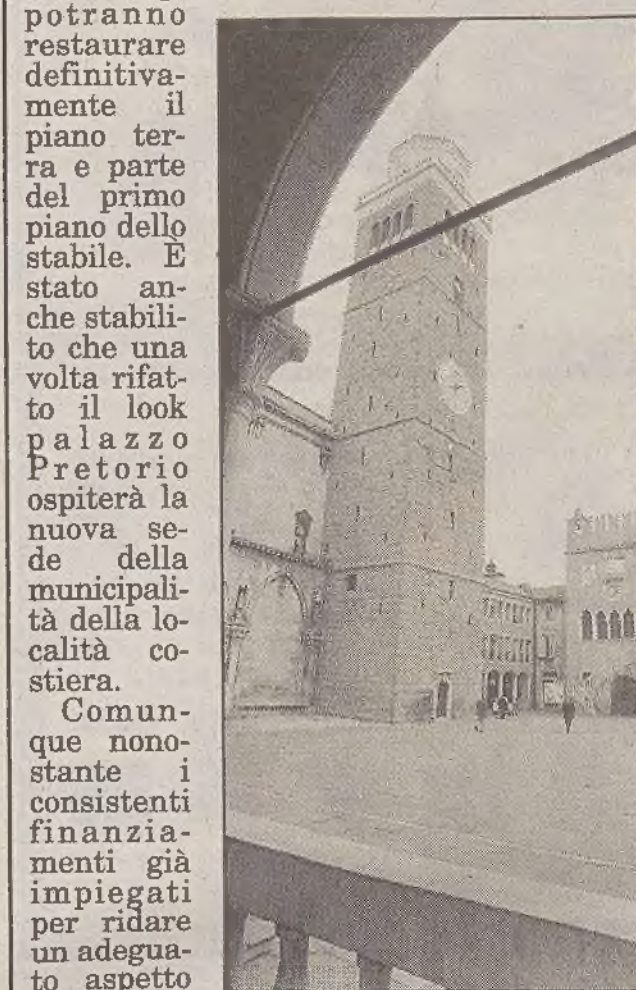 potranno
restaurare
definitiva-
mente il
piano ter-
ra e parte
del primo
piano dello
stabile. È
stato an-
che stabili-
to che una
volta rifat-
to il look
palazzo
Pretorio
ospiterà la
nuova se-
de della
municipali-
tà della lo-
calità co-
stiera.
Comun-
que nono-
stante i
consistenti
finanzia-
menti già
impiegati
per ridare
un adegua-
to aspetto